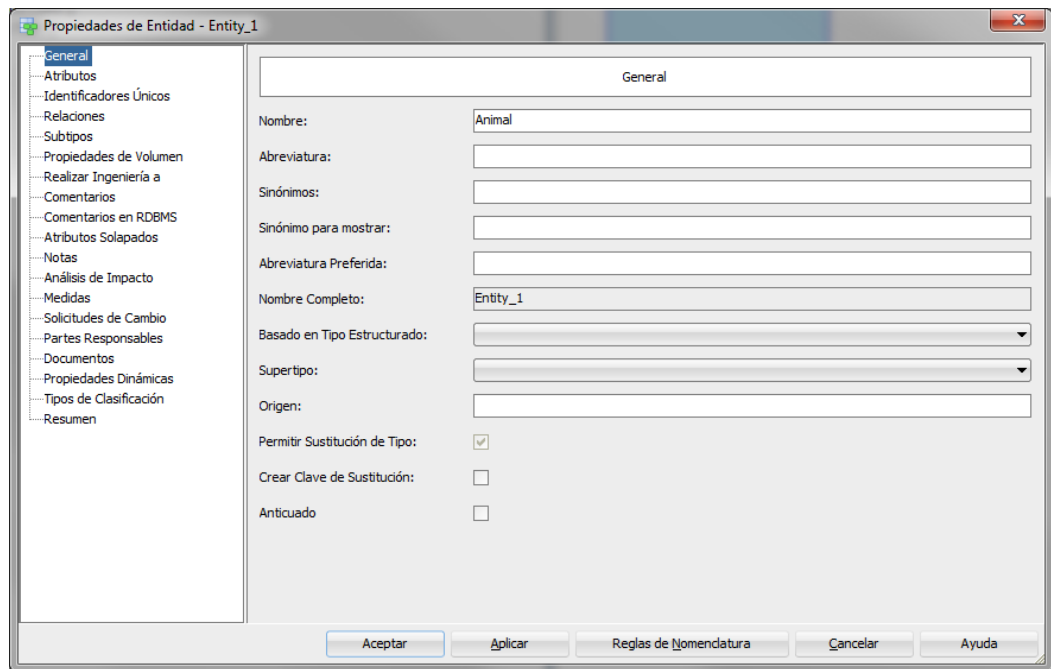 Propiedades de Entidad - Entity_1
General
Atributos
Identificadores Únicos
Relaciones
Subtipos
Propiedades de Volumen
Realizar Ingeniería a
Comentarios
Comentarios en RDBMS
Atributos Solapados
Notas
Análisis de Impacto
Medidas
Solicitudes de Cambio
Partes Responsables
Documentos
Propiedades Dinámicas
Tipos de Clasificación
Resumen
General
Nombre: Animal
Abreviatura:
Sinónimos:
Sinónimo para mostrar:
Abreviatura Preferida:
Nombre Completo: Entity_1
Basado en Tipo Estructurado:
Supertipo:
Origen:
Permitir Sustitución de Tipo:
Crear Clave de Sustitución:
Anticuado
Aceptar Aplicar Reglas de Nomenclatura Cancelar Ayuda